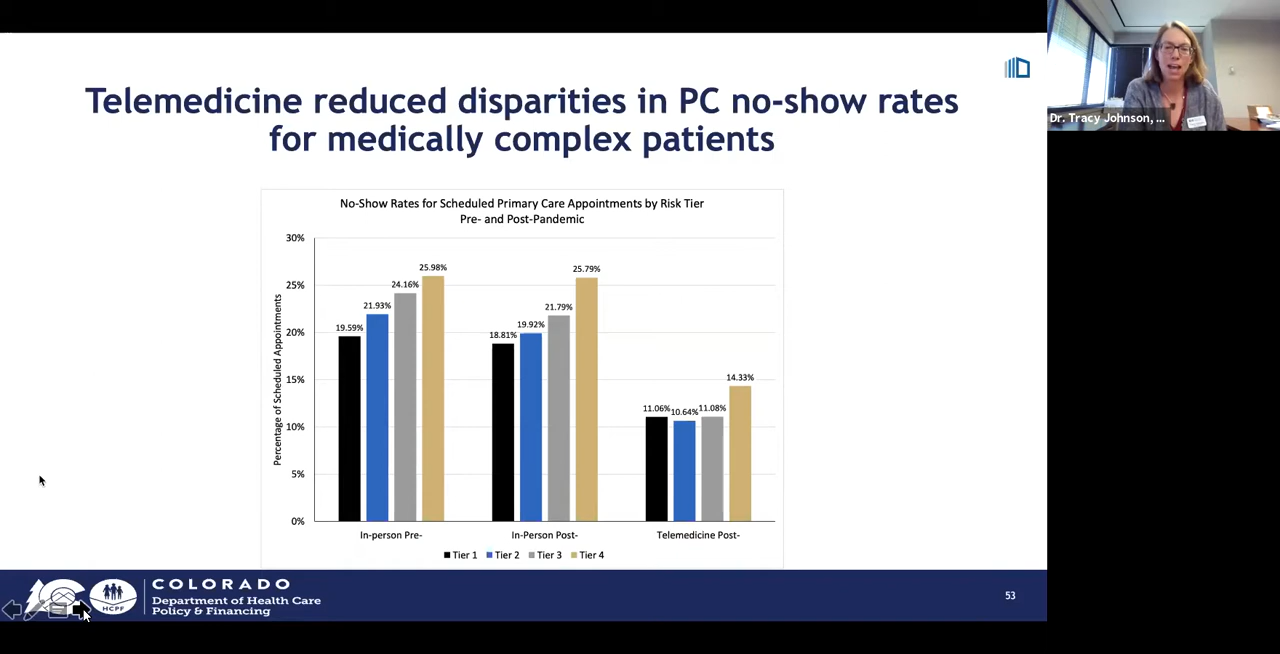 Telemedicine reduced disparities in PC no-show rates
for medically complex patients
Dr. Tracy Johnson, ...
No-Show Rates for Scheduled Primary Care Appointments by Risk Tier
Pre- and Post-Pandemic
Percentage of Scheduled Appointments
30%
25%
20%
15%
10%
5%
0%
19.59%
21.93%
24.16%
25.98%
18.81%
19.92%
21.79%
25.79%
11.06%
10.64%
11.08%
14.33%
In-person Pre-
In-Person Post-
Telemedicine Post-
Tier 1
Tier 2
Tier 3
Tier 4
HCPF
COLORADO
Department of Health Care
Policy & Financing
53